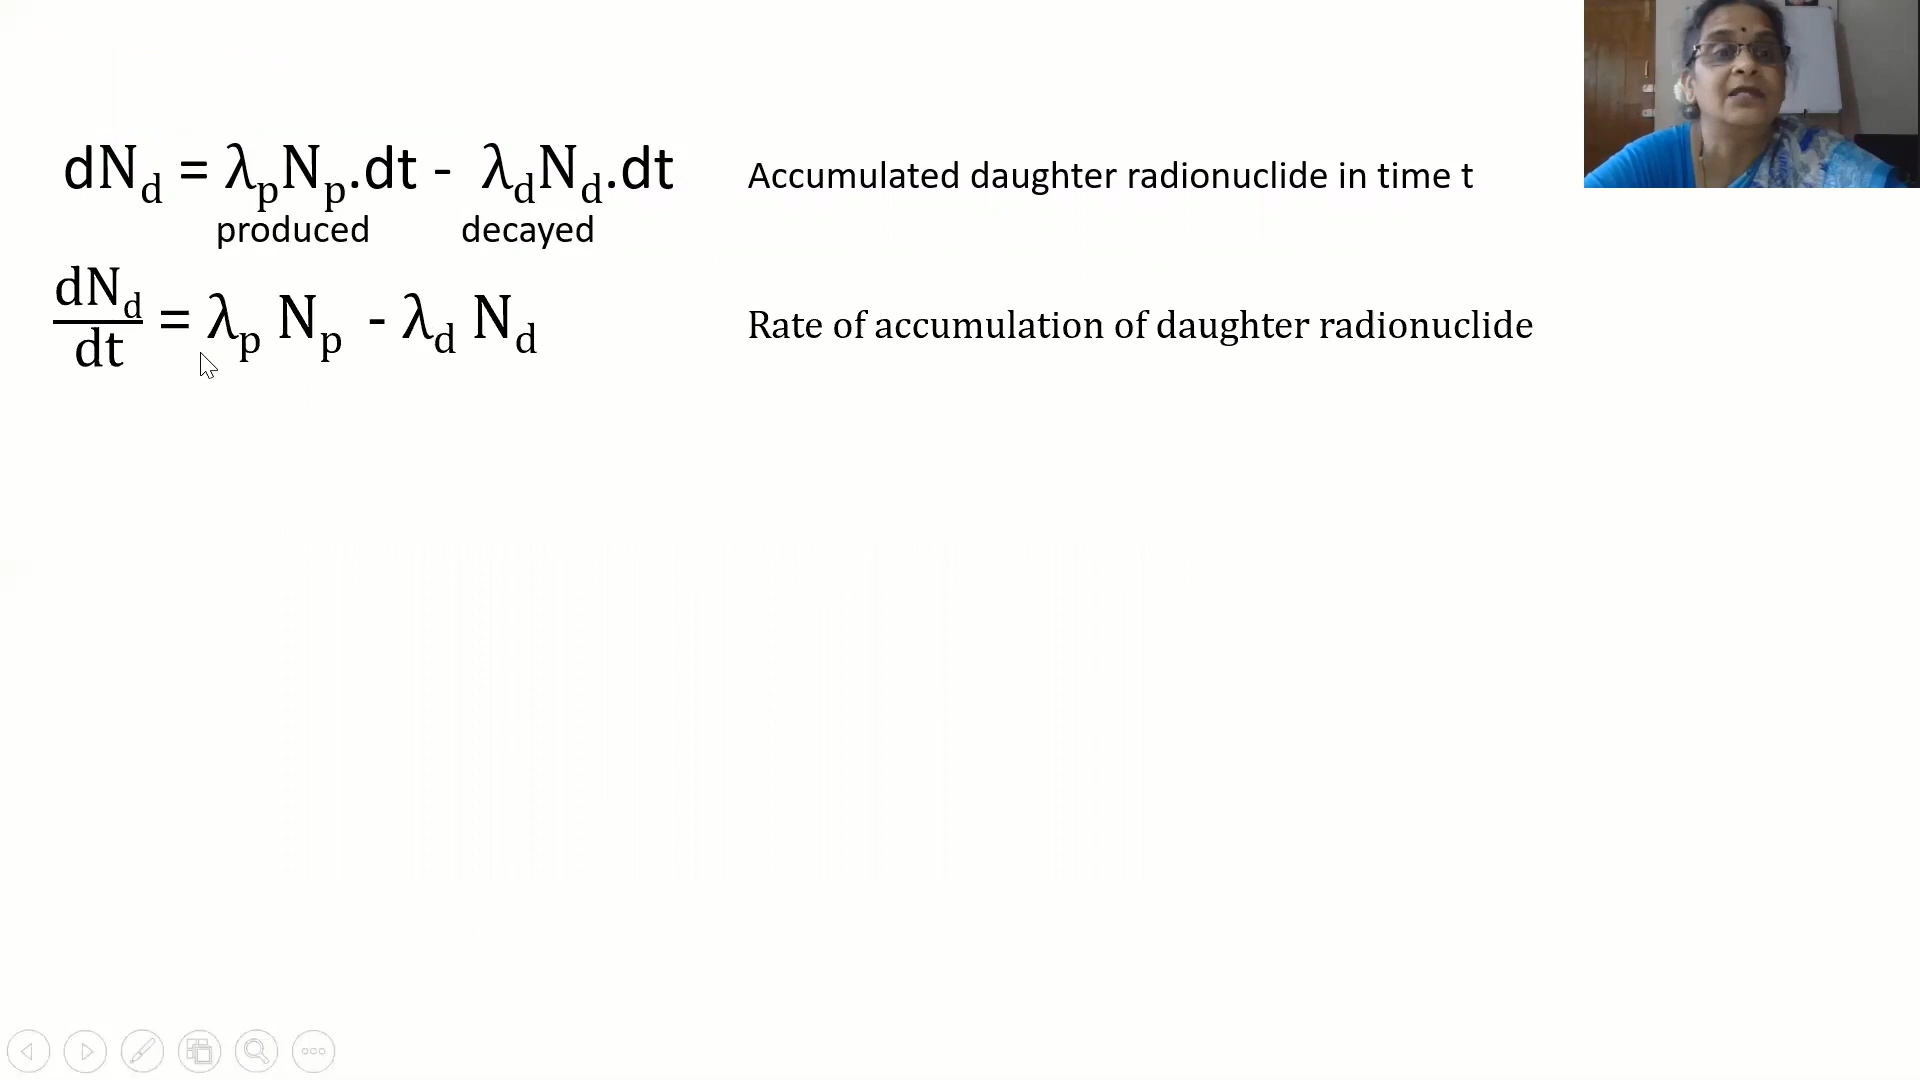 dN_d = λ_pN_p.dt - λ_dN_d.dt Accumulated daughter radionuclide in time t
produced decayed
dN_d/dt = λ_p N_p - λ_d N_d Rate of accumulation of daughter radionuclide